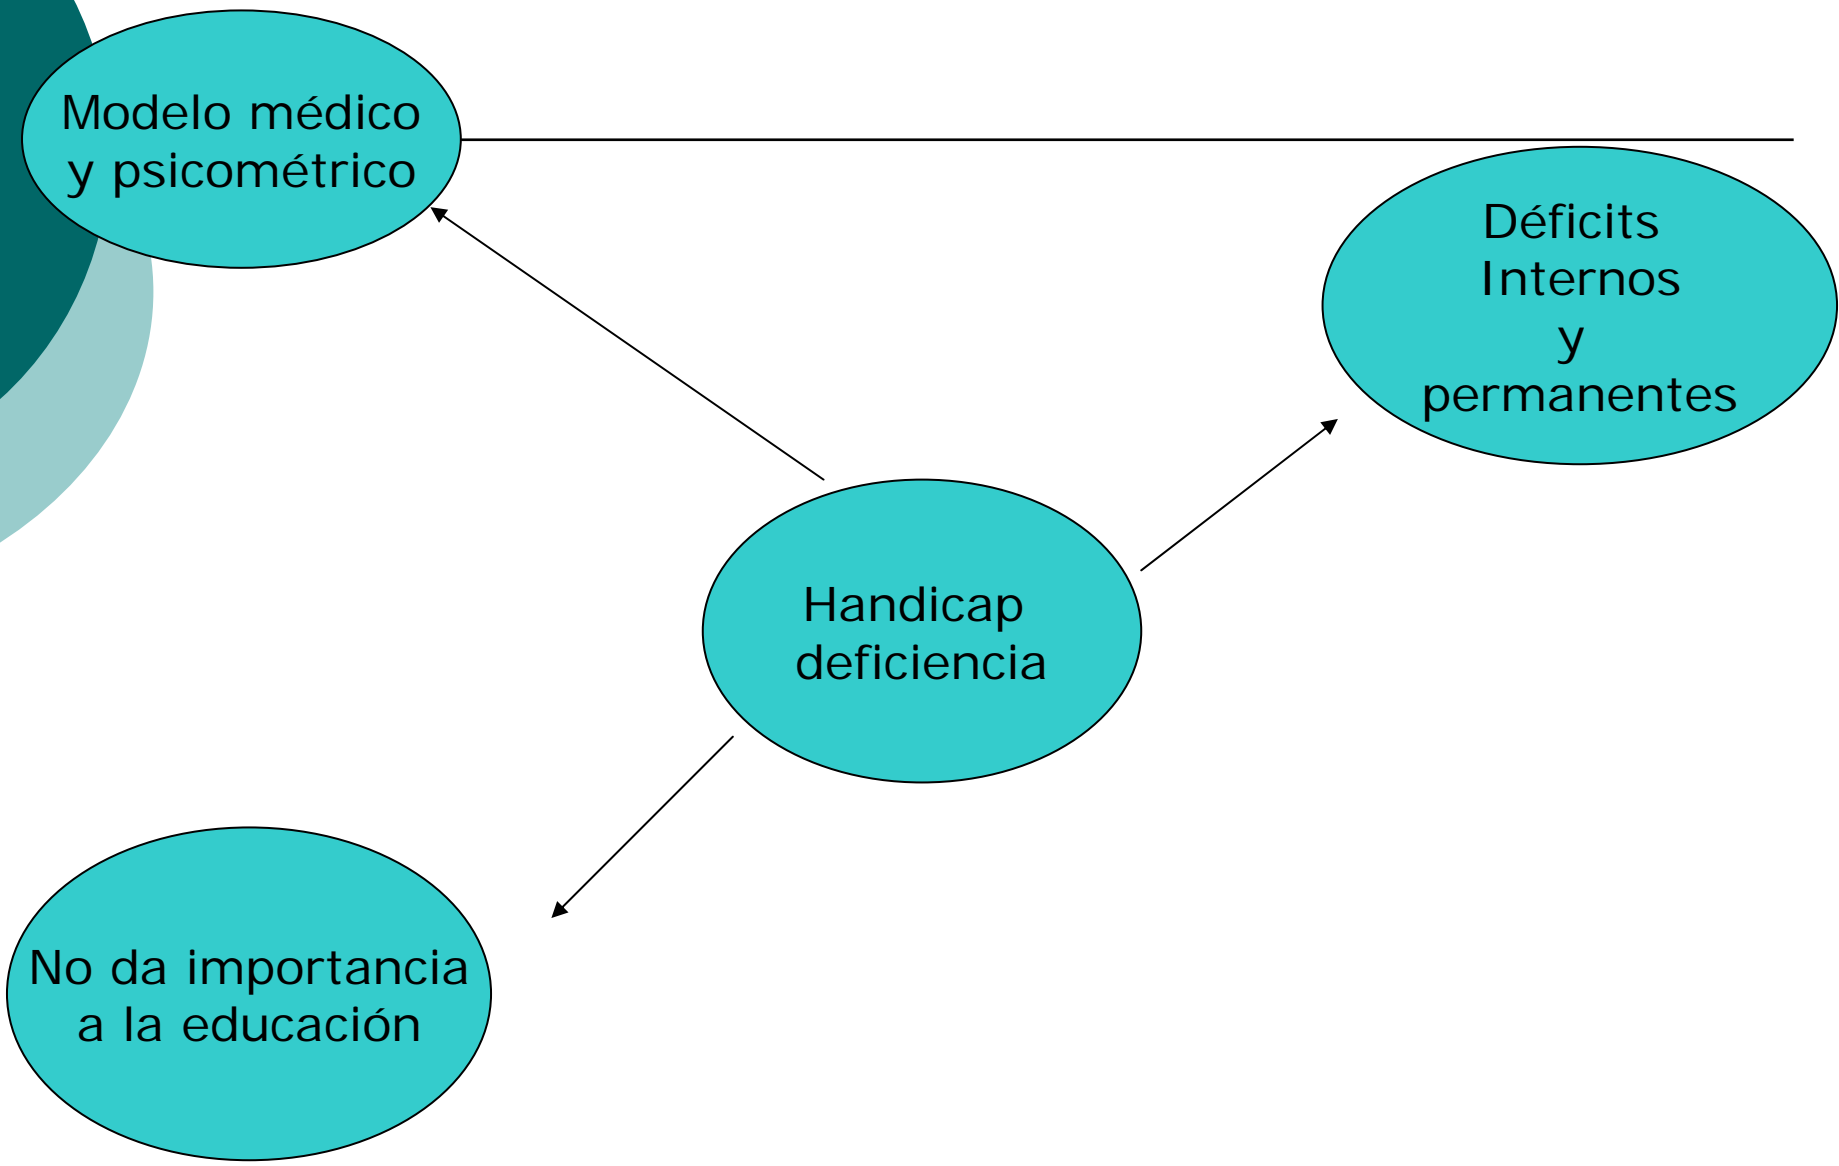 Modelo médico
y psicométrico
Déficits
Internos
y
permanentes
Handicap
deficiencia
No da importancia
a la educación